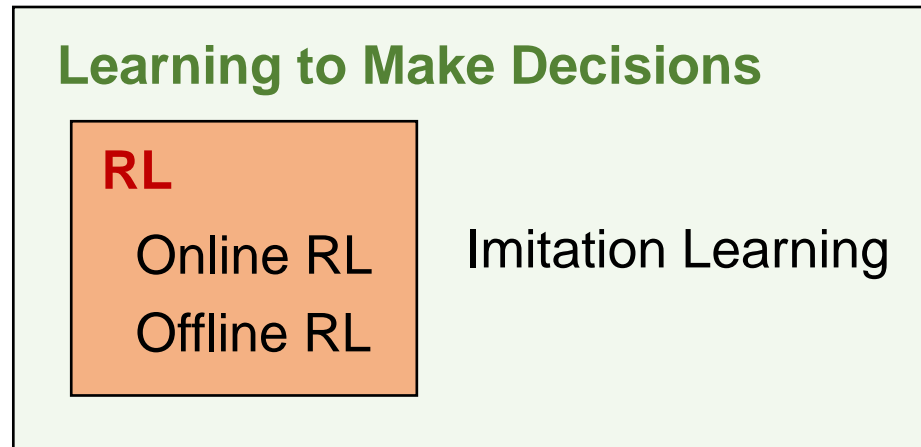 Learning to Make Decisions
RL
Online RL
Offline RL
Imitation Learning